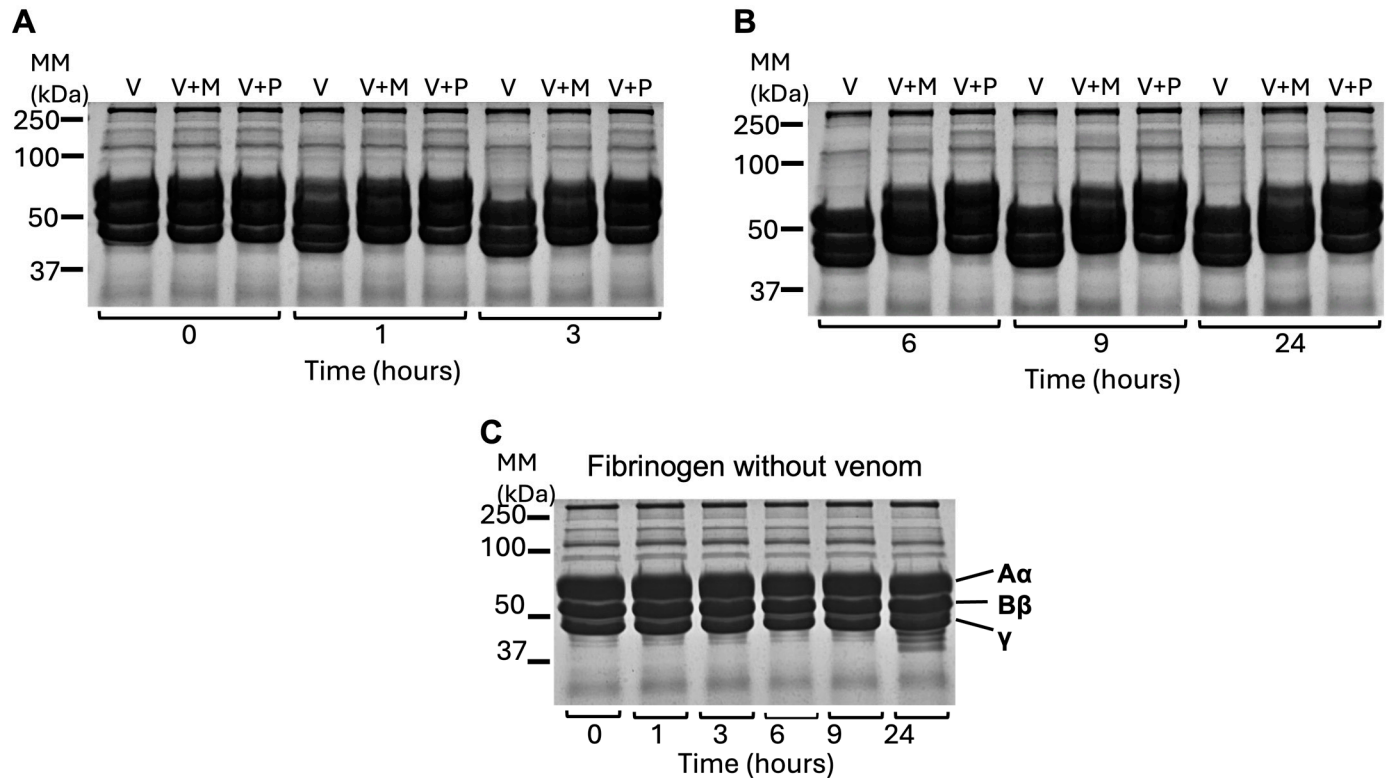 A
MM
(kDa)
V V+M V+P V V+M V+P V V+M V+P
250
100
50
37
0 1 3
Time (hours)
B
MM
(kDa)
V V+M V+P V V+M V+P V V+M V+P
250
100
50
37
6 9 24
Time (hours)
C
MM
(kDa)
Fibrinogen without venom
250
100
50
37
Aα
Bβ
γ
0 1 3 6 9 24
Time (hours)